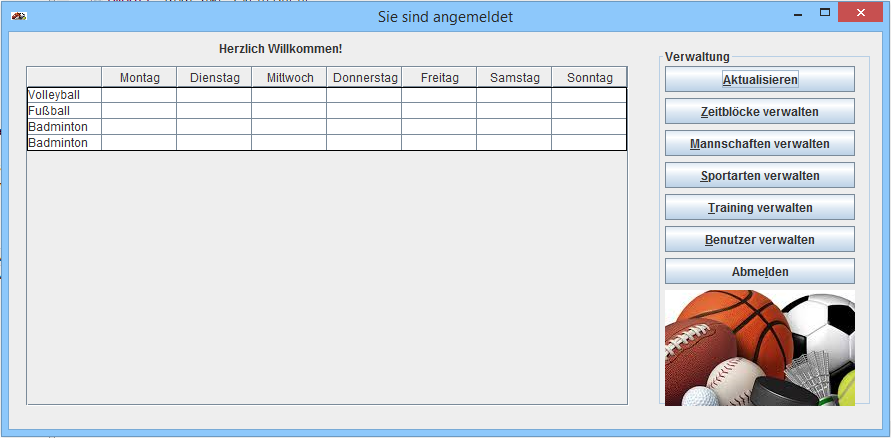 Sie sind angemeldet
Herzlich Willkommen!
Montag Dienstag Mittwoch Donnerstag Freitag Samstag Sonntag
Volleyball
Fußball
Badminton
Badminton
Verwaltung
Aktualisieren
Zeitblöcke verwalten
Mannschaften verwalten
Sportarten verwalten
Training verwalten
Benutzer verwalten
Abmelden